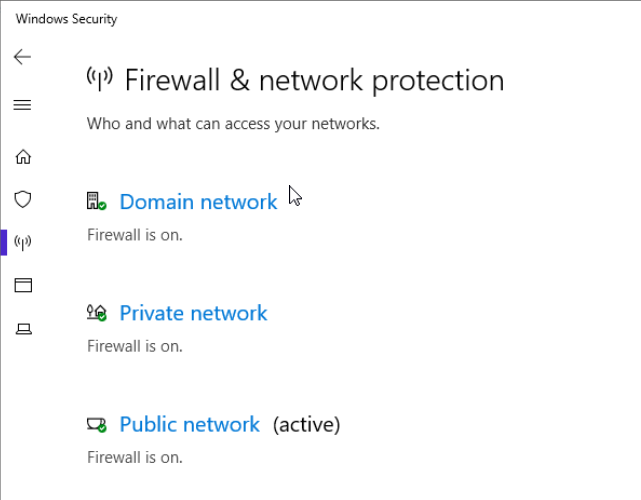 Windows Security
Firewall & network protection
Who and what can access your networks.
Domain network
Firewall is on.
Private network
Firewall is on.
Public network (active)
Firewall is on.